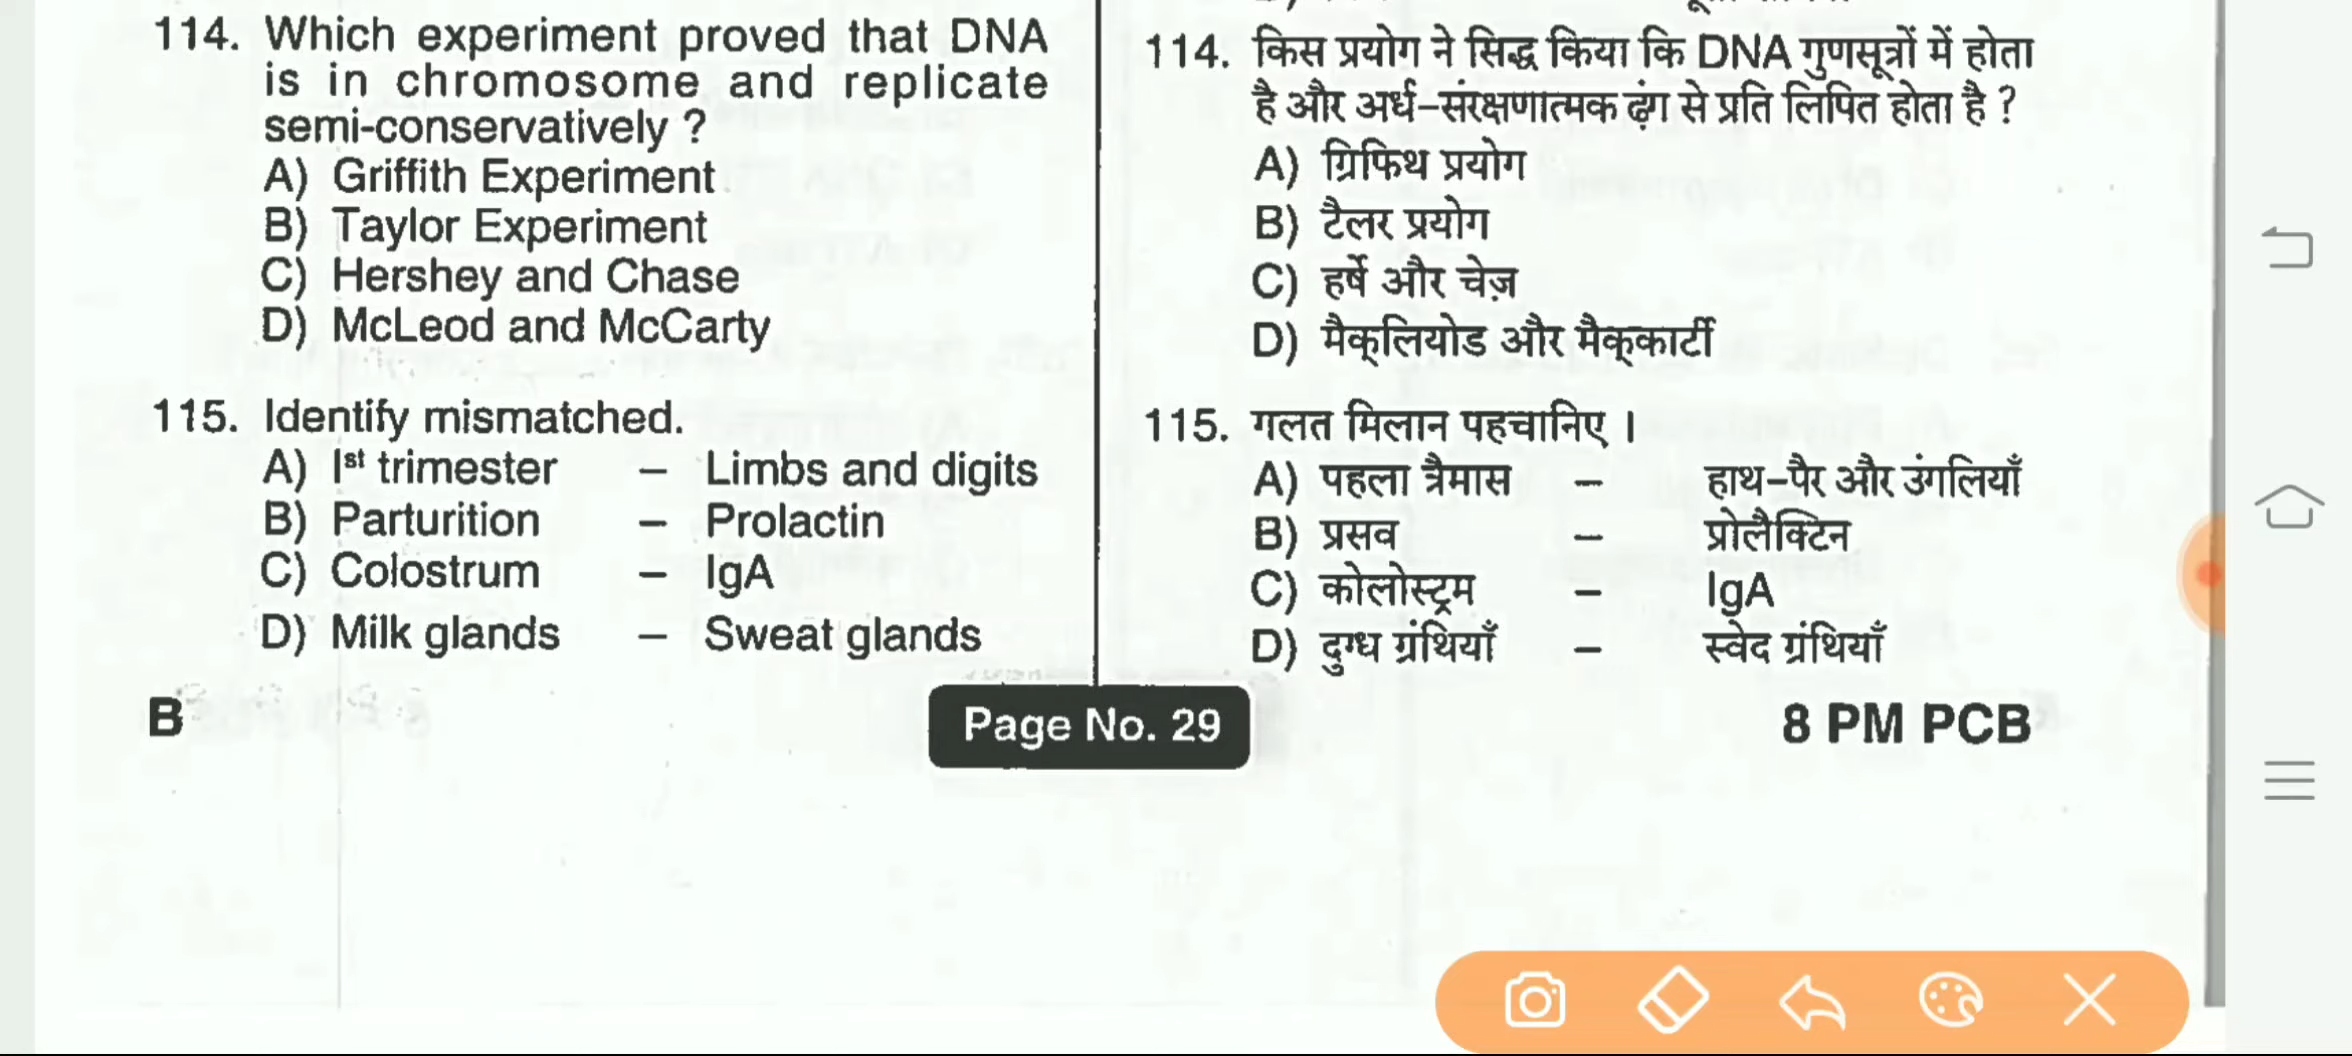 114. Which experiment proved that DNA
is in chromosome and replicate
semi-conservatively ?
A) Griffith Experiment
B) Taylor Experiment
C) Hershey and Chase
D) McLeod and McCarty
115. Identify mismatched.
A) Iˢᵗ trimester – Limbs and digits
B) Parturition – Prolactin
C) Colostrum – IgA
D) Milk glands – Sweat glands
114. किस प्रयोग ने सिद्ध किया कि DNA गुणसूत्रों में होता
है और अर्ध–संरक्षणात्मक ढ़ंग से प्रति लिपित होता है ?
A) ग्रिफिथ प्रयोग
B) टैलर प्रयोग
C) हर्षे और चेज़
D) मैक्लियोड और मैक्कार्टी
115. गलत मिलान पहचानिए ।
A) पहला त्रैमास – हाथ–पैर और उंगलियाँ
B) प्रसव – प्रोलैक्टिन
C) कोलोस्ट्रम – IgA
D) दुग्ध ग्रंथियाँ – स्वेद ग्रंथियाँ
B
Page No. 29
8 PM PCB